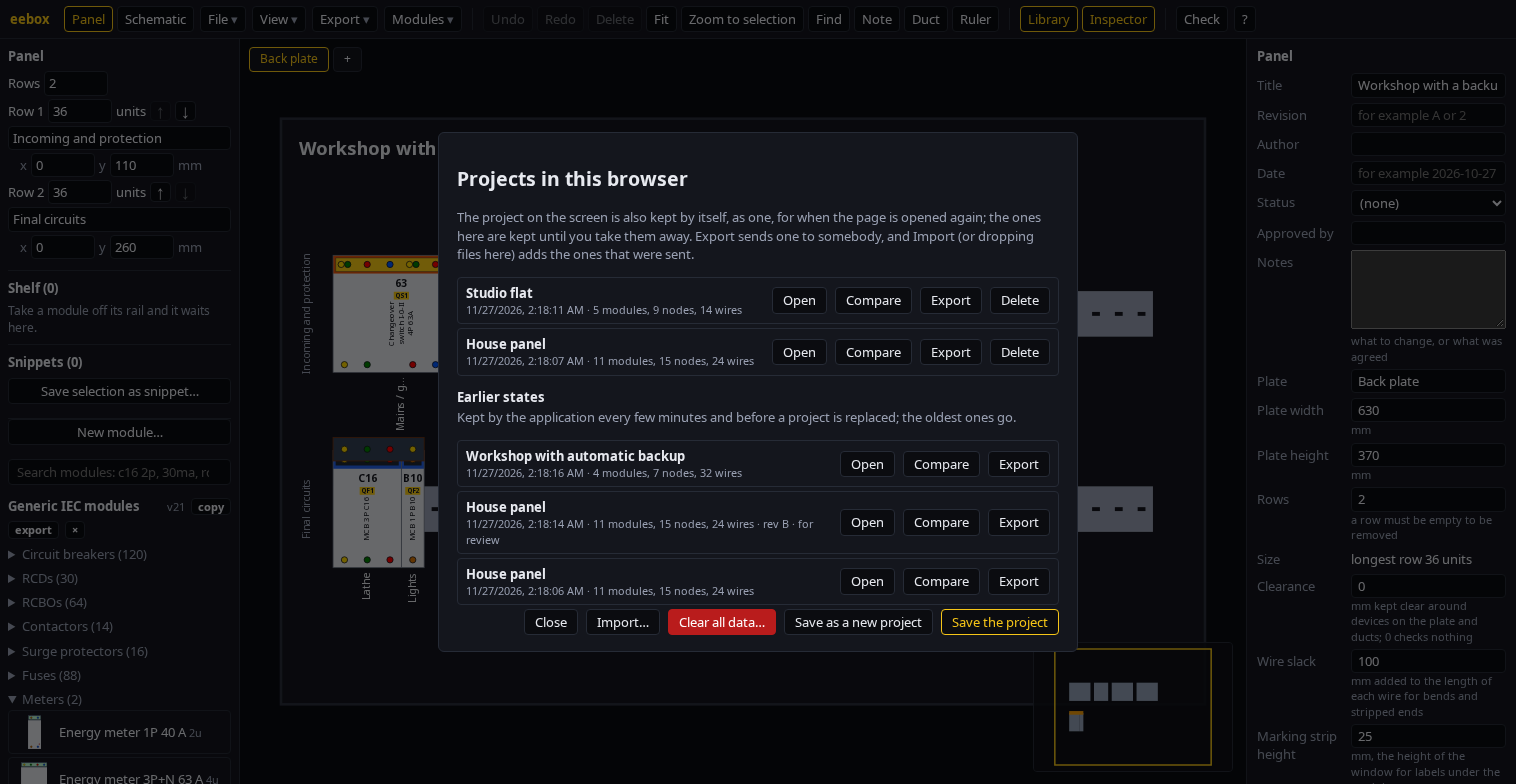 eebox Panel Schematic File ▾ View ▾ Export ▾ Modules ▾ Undo Redo Delete Fit Zoom to selection Find Note Duct Ruler Library Inspector Check ?
Panel
Rows 2
Row 1 36 units ↑ ↓
Incoming and protection
x 0 y 110 mm
Row 2 36 units ↑ ↓
Final circuits
x 0 y 260 mm
Shelf (0)
Take a module off its rail and it waits
here.
Snippets (0)
Save selection as snippet...
New module...
Search modules: c16 2p, 30ma, rc
Generic IEC modules v21 copy
export ×
Circuit breakers (120)
RCDs (30)
RCBOs (64)
Contactors (14)
Surge protectors (16)
Fuses (88)
Meters (2)
Energy meter 1P 40 A 2u
Energy meter 3P+N 63 A 4u
Back plate +
Workshop with
Incoming and protection
63
QS1
Changeover
switch I-0-II
4P 63A
Mains / g...
Final circuits
C16
QF1
MCB 3P C16
B10
QF2
MCB 1P B10
Lathe
Lights
Projects in this browser
The project on the screen is also kept by itself, as one, for when the page is opened again; the ones
here are kept until you take them away. Export sends one to somebody, and Import (or dropping
files here) adds the ones that were sent.
Studio flat
11/27/2026, 2:18:11 AM · 5 modules, 9 nodes, 14 wires
Open Compare Export Delete
House panel
11/27/2026, 2:18:07 AM · 11 modules, 15 nodes, 24 wires
Open Compare Export Delete
Earlier states
Kept by the application every few minutes and before a project is replaced; the oldest ones go.
Workshop with automatic backup
11/27/2026, 2:18:16 AM · 4 modules, 7 nodes, 32 wires
Open Compare Export
House panel
11/27/2026, 2:18:14 AM · 11 modules, 15 nodes, 24 wires · rev B · for
review
Open Compare Export
House panel
11/27/2026, 2:18:06 AM · 11 modules, 15 nodes, 24 wires
Open Compare Export
Close Import... Clear all data... Save as a new project Save the project
Panel
Title Workshop with a backu
Revision for example A or 2
Author
Date for example 2026-10-27
Status (none)
Approved by
Notes
what to change, or what was
agreed
Plate Back plate
Plate width 630
mm
Plate height 370
mm
Rows 2
a row must be empty to be
removed
Size longest row 36 units
Clearance 0
mm kept clear around
devices on the plate and
ducts; 0 checks nothing
Wire slack 100
mm added to the length of
each wire for bends and
stripped ends
Marking strip
height 25
mm, the height of the
window for labels under the